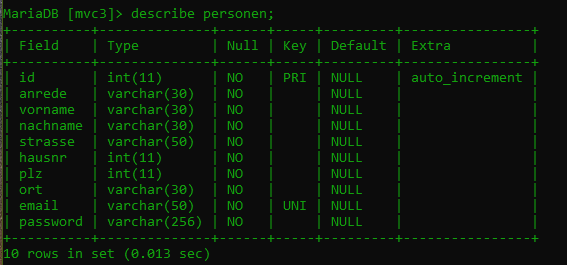 MariaDB [mvc3]> describe personen;
+----------+--------------+------+-----+---------+----------------+
| Field    | Type         | Null | Key | Default | Extra          |
+----------+--------------+------+-----+---------+----------------+
| id       | int(11)      | NO   | PRI | NULL    | auto_increment |
| anrede   | varchar(30)  | NO   |     | NULL    |                |
| vorname  | varchar(30)  | NO   |     | NULL    |                |
| nachname | varchar(30)  | NO   |     | NULL    |                |
| strasse  | varchar(50)  | NO   |     | NULL    |                |
| hausnr   | int(11)      | NO   |     | NULL    |                |
| plz      | int(11)      | NO   |     | NULL    |                |
| ort      | varchar(30)  | NO   |     | NULL    |                |
| email    | varchar(50)  | NO   | UNI | NULL    |                |
| password | varchar(256) | NO   |     | NULL    |                |
+----------+--------------+------+-----+---------+----------------+
10 rows in set (0.013 sec)